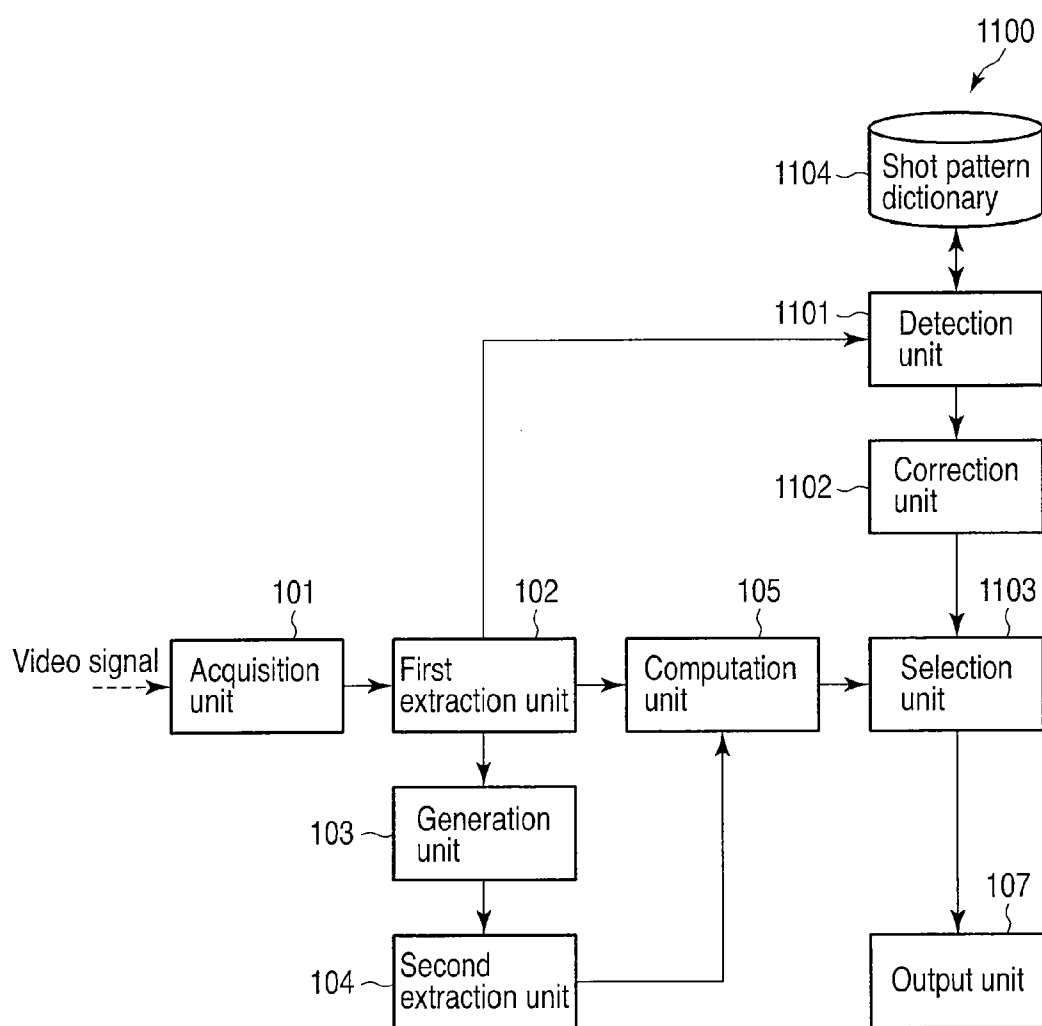 1100
1104
Shot pattern
dictionary
1101
Detection
unit
1102
Correction
unit
101
102
105
1103
Video signal
Acquisition
unit
First
extraction unit
Computation
unit
Selection
unit
103
Generation
unit
107
104
Second
extraction unit
Output unit